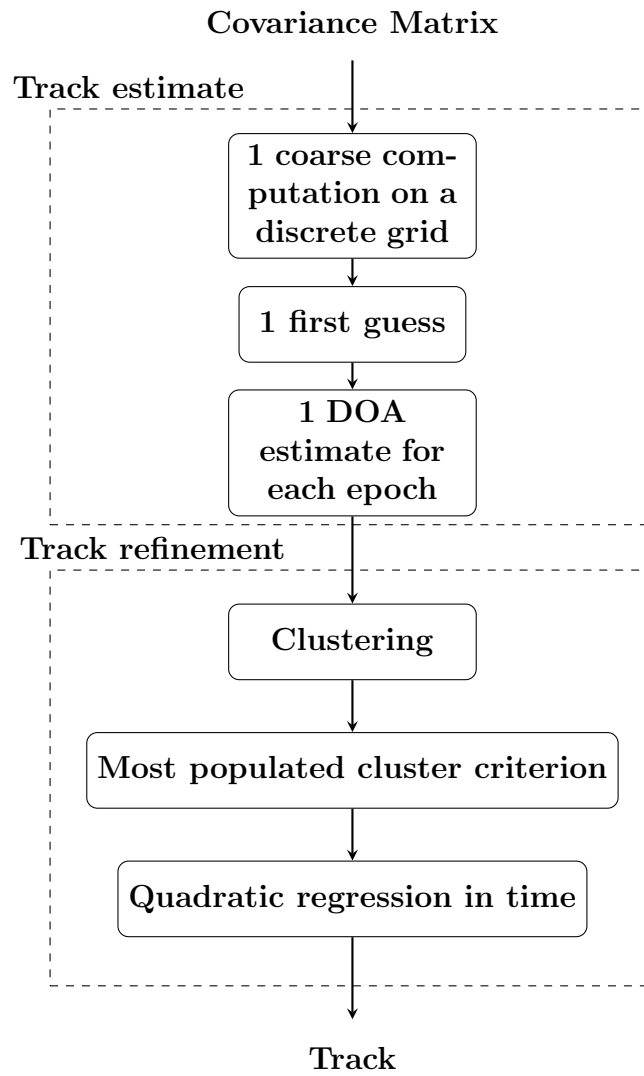 Covariance Matrix
Track estimate
1 coarse com-
putation on a
discrete grid
1 first guess
1 DOA
estimate for
each epoch
Track refinement
Clustering
Most populated cluster criterion
Quadratic regression in time
Track